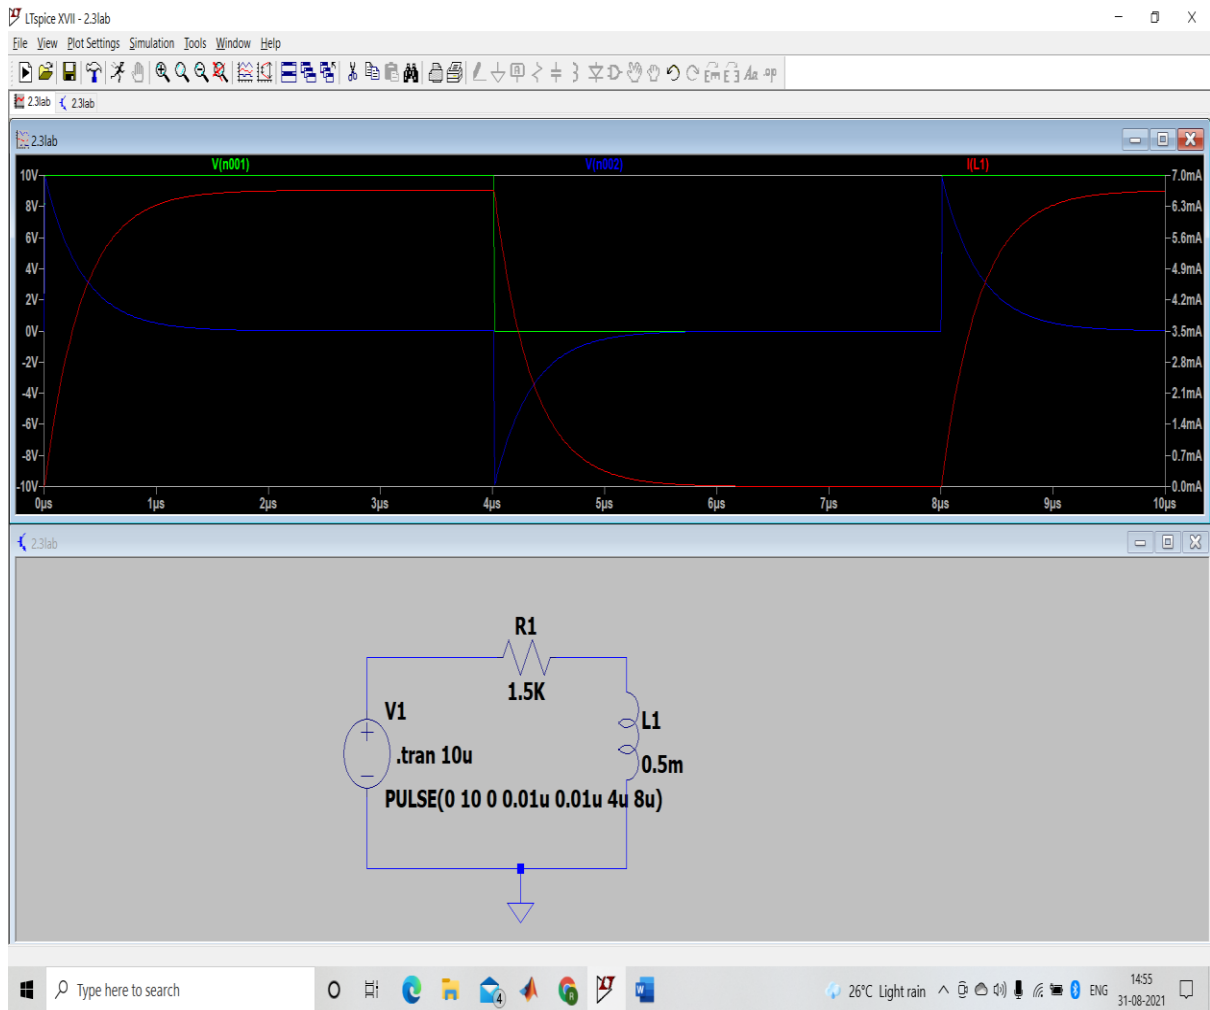 LTspice XVII - 2.3lab
File View Plot Settings Simulation Tools Window Help
2.3lab 2.3lab
2.3lab
V(n001) V(n002) I(L1)
10V 7.0mA
8V 6.3mA
6V 5.6mA
4V 4.9mA
2V 4.2mA
0V 3.5mA
-2V 2.8mA
-4V 2.1mA
-6V 1.4mA
-8V 0.7mA
-10V 0.0mA
0µs 1µs 2µs 3µs 4µs 5µs 6µs 7µs 8µs 9µs 10µs
2.3lab
R1
1.5K
V1
L1
.tran 10u
0.5m
PULSE(0 10 0 0.01u 0.01u 4u 8u)
Type here to search
26°C Light rain
ENG
14:55
31-08-2021